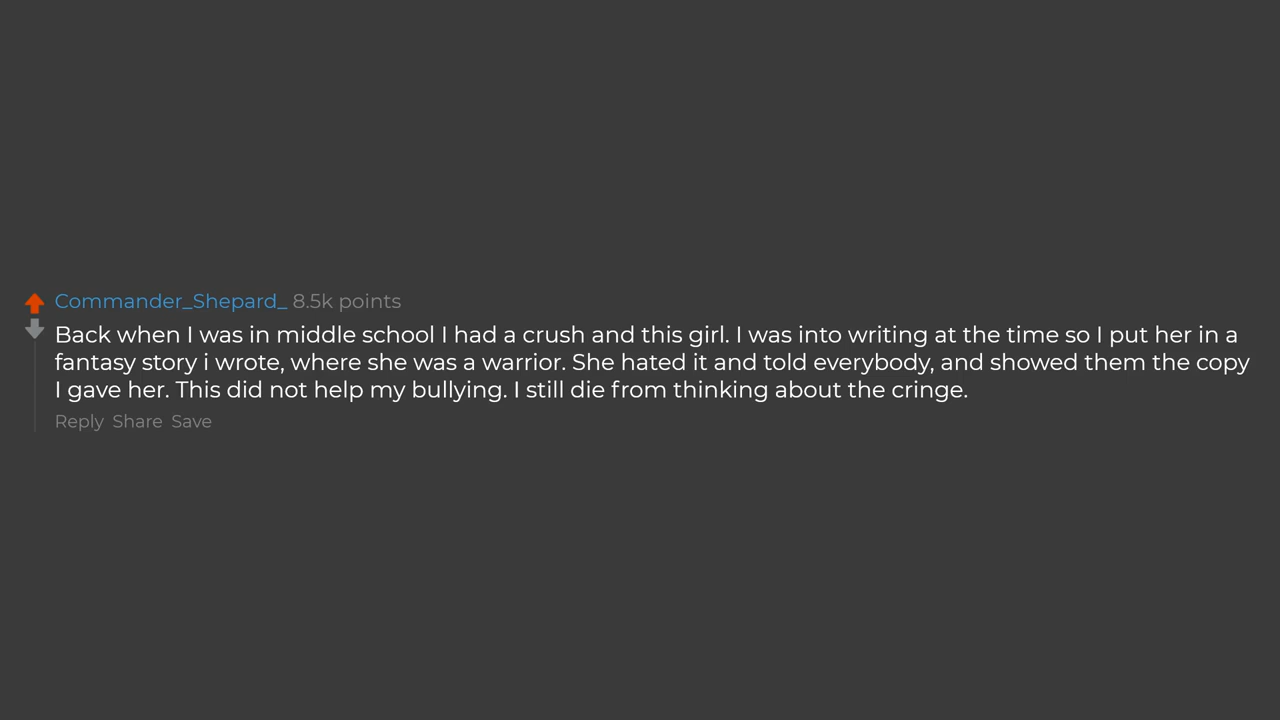 Commander_Shepard_ 8.5k points
Back when I was in middle school I had a crush and this girl. I was into writing at the time so I put her in a
fantasy story i wrote, where she was a warrior. She hated it and told everybody, and showed them the copy
I gave her. This did not help my bullying. I still die from thinking about the cringe.
Reply Share Save